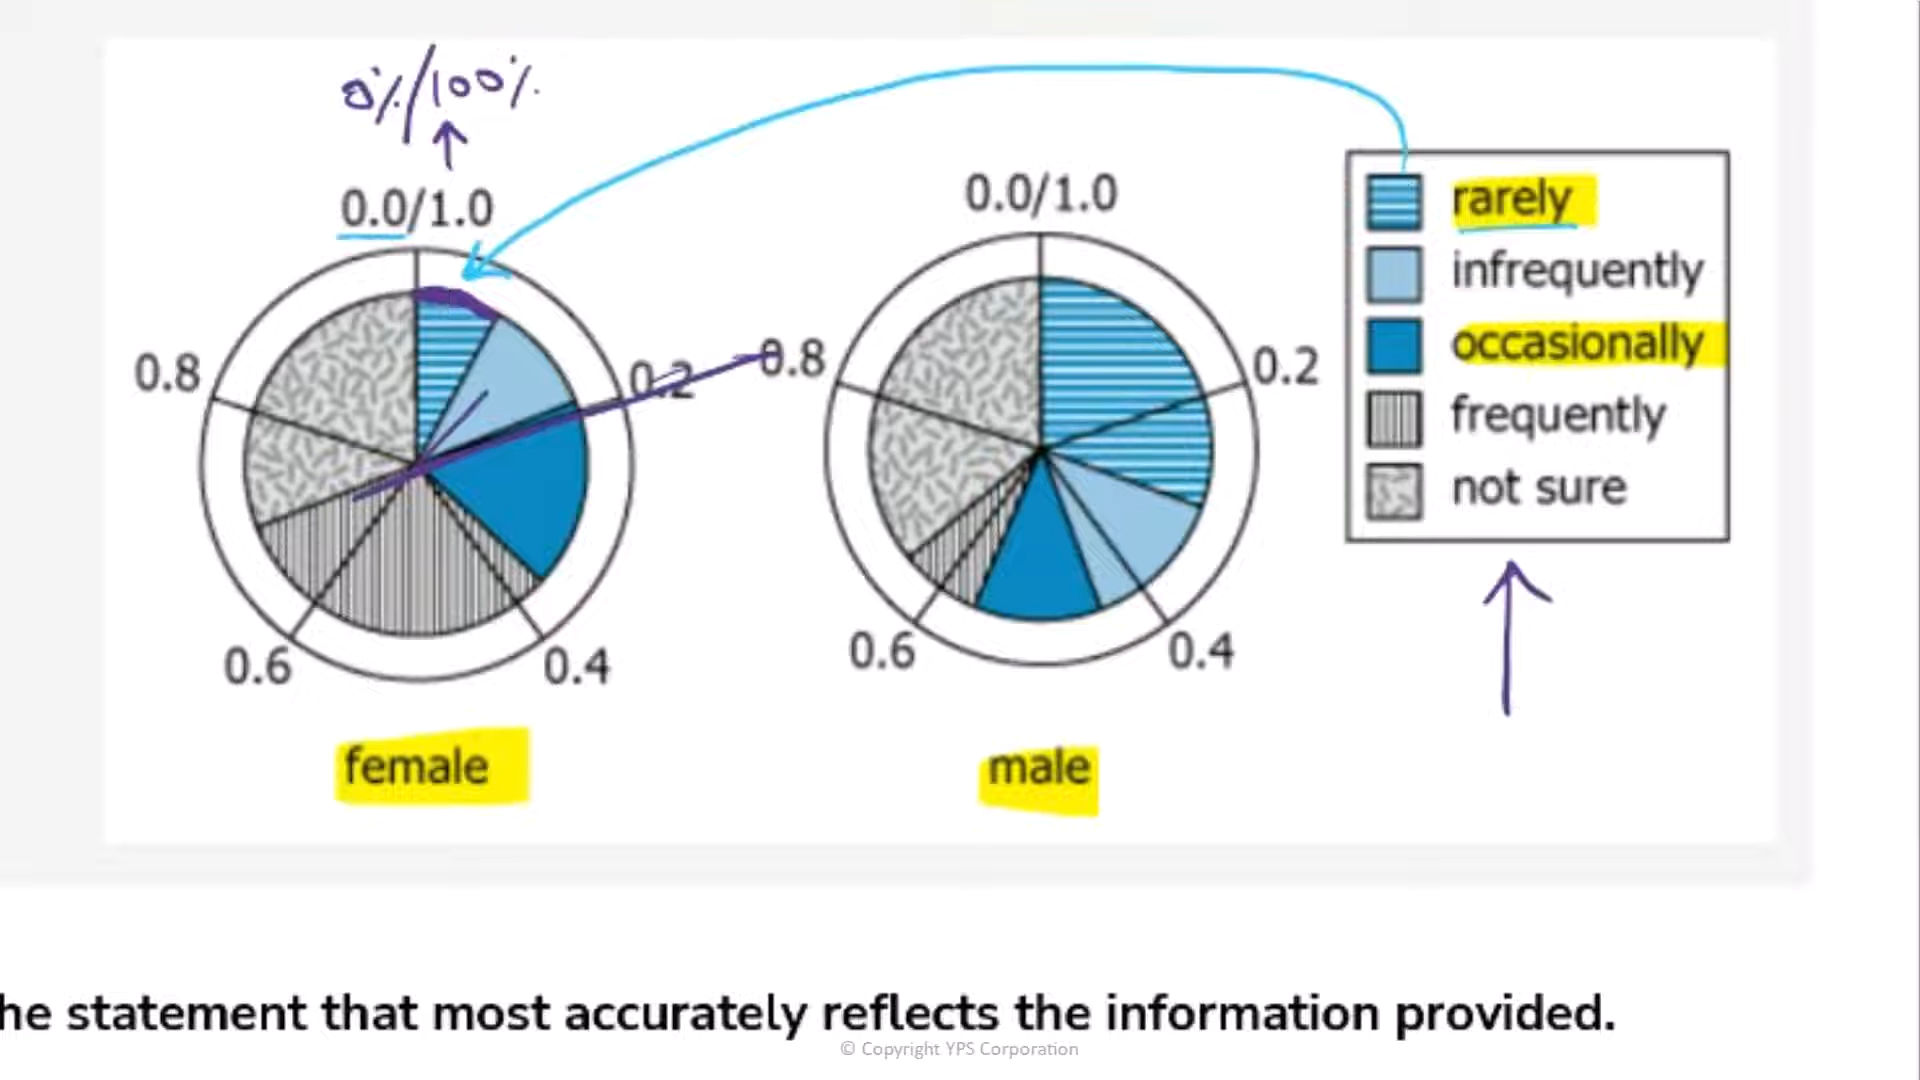 0%/100%
0.0/1.0
0.0/1.0
rarely
infrequently
occasionally
frequently
not sure
0.8
0.2
0.8
0.2
0.6
0.4
0.6
0.4
female
male
he statement that most accurately reflects the information provided.
© Copyright YPS Corporation